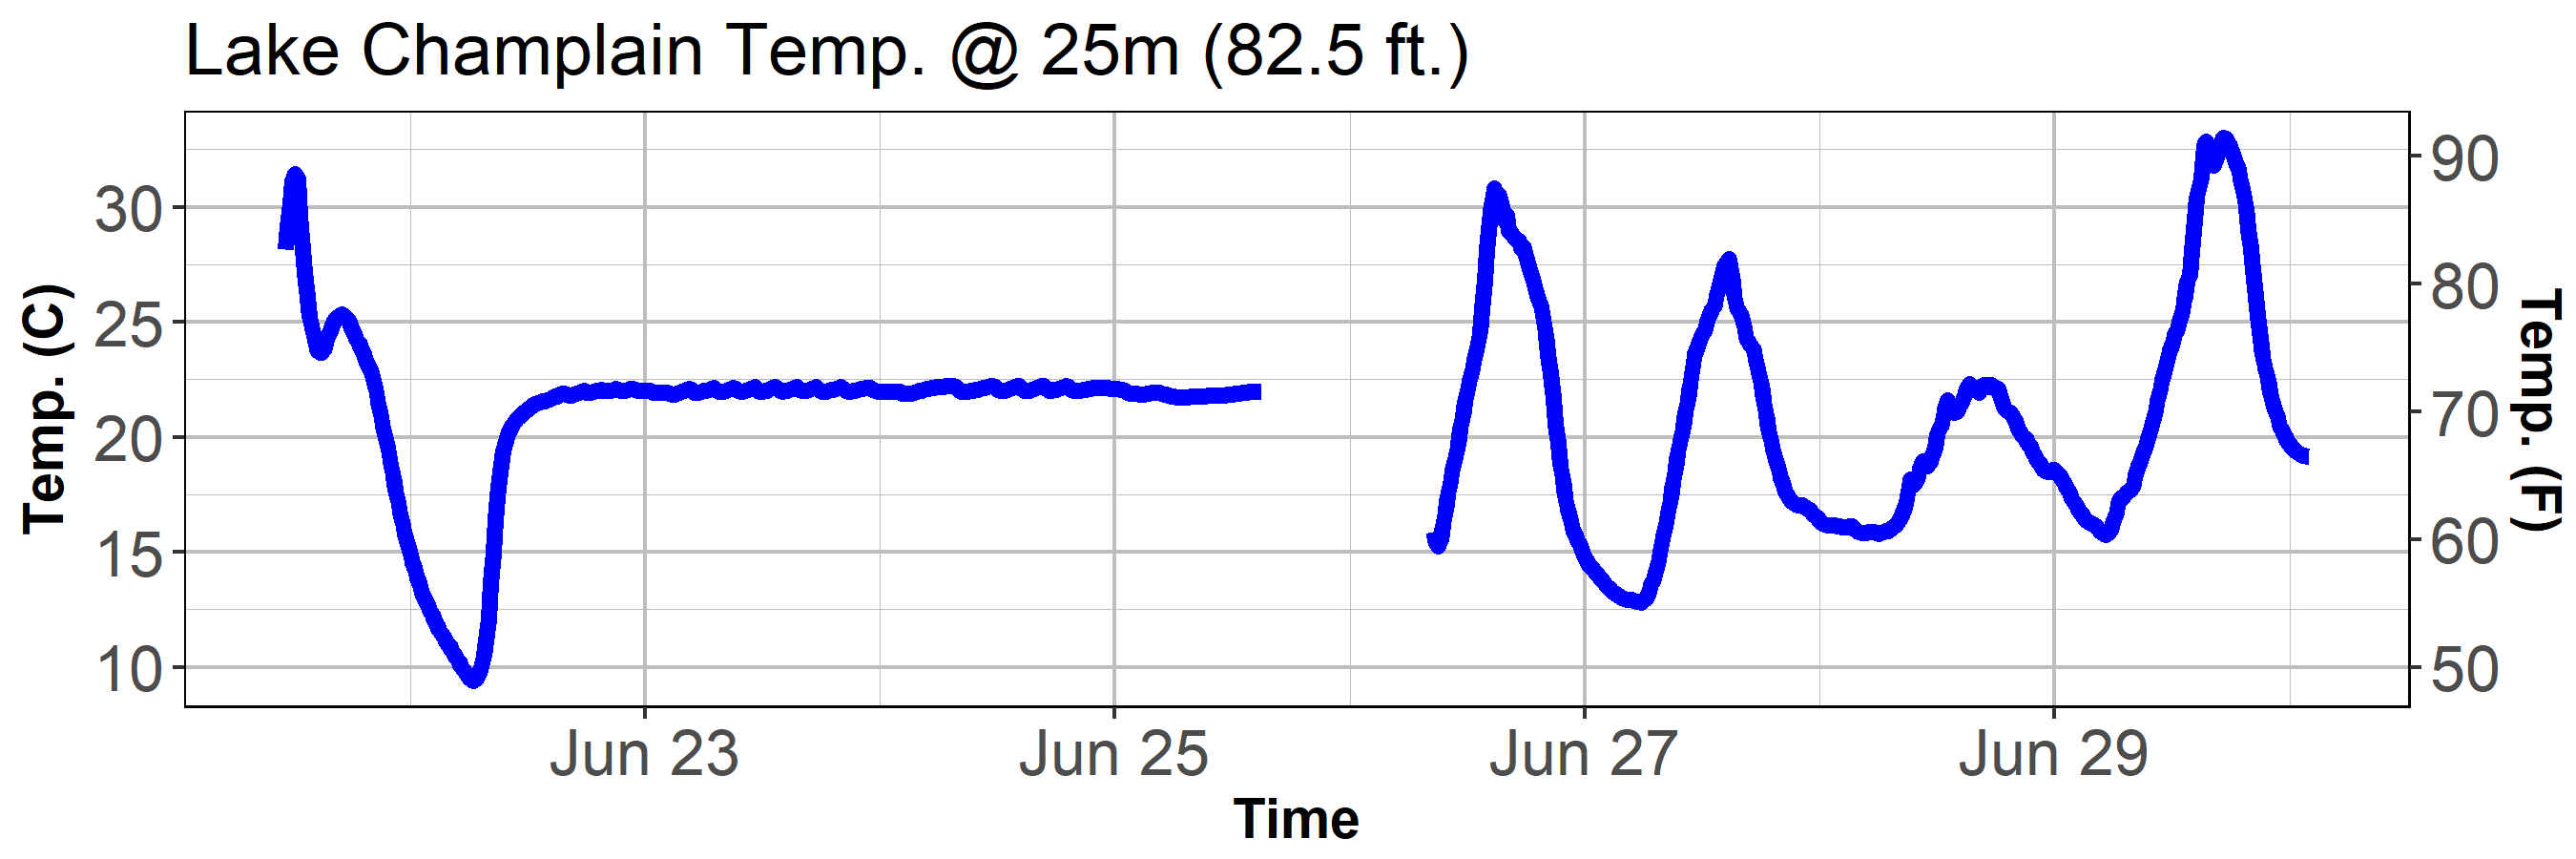 Lake Champlain Temp. @ 25m (82.5 ft.)
Temp. (C)
30
25
20
15
10
90
80
70
60
50
Temp. (F)
Jun 23 Jun 25 Jun 27 Jun 29
Time